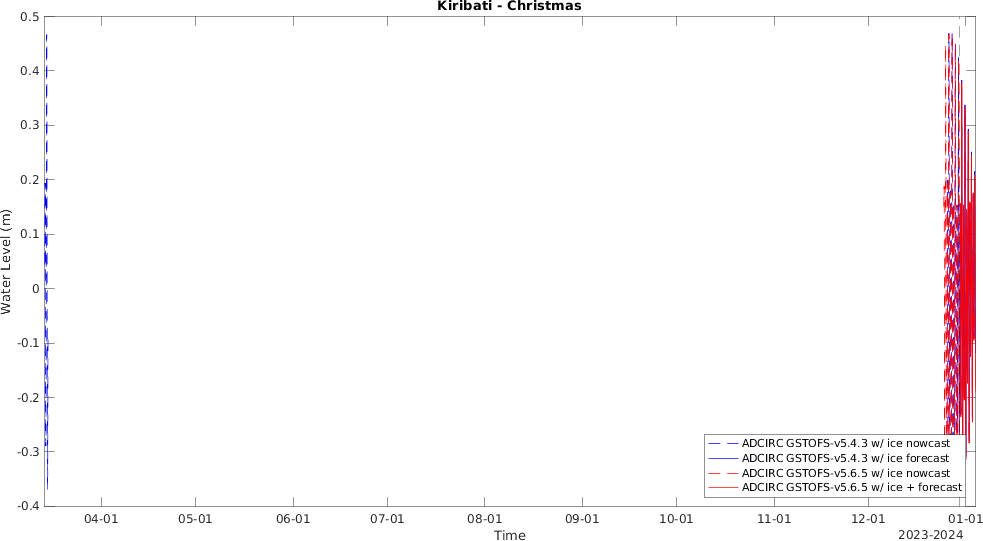 Kiribati - Christmas
0.5
0.4
0.3
0.2
0.1
0
-0.1
-0.2
-0.3
-0.4
Water Level (m)
ADCIRC GSTOFS-v5.4.3 w/ ice nowcast
ADCIRC GSTOFS-v5.4.3 w/ ice forecast
ADCIRC GSTOFS-v5.6.5 w/ ice nowcast
ADCIRC GSTOFS-v5.6.5 w/ ice + forecast
04-01 05-01 06-01 07-01 08-01 09-01 10-01 11-01 12-01 01-01
Time
2023-2024